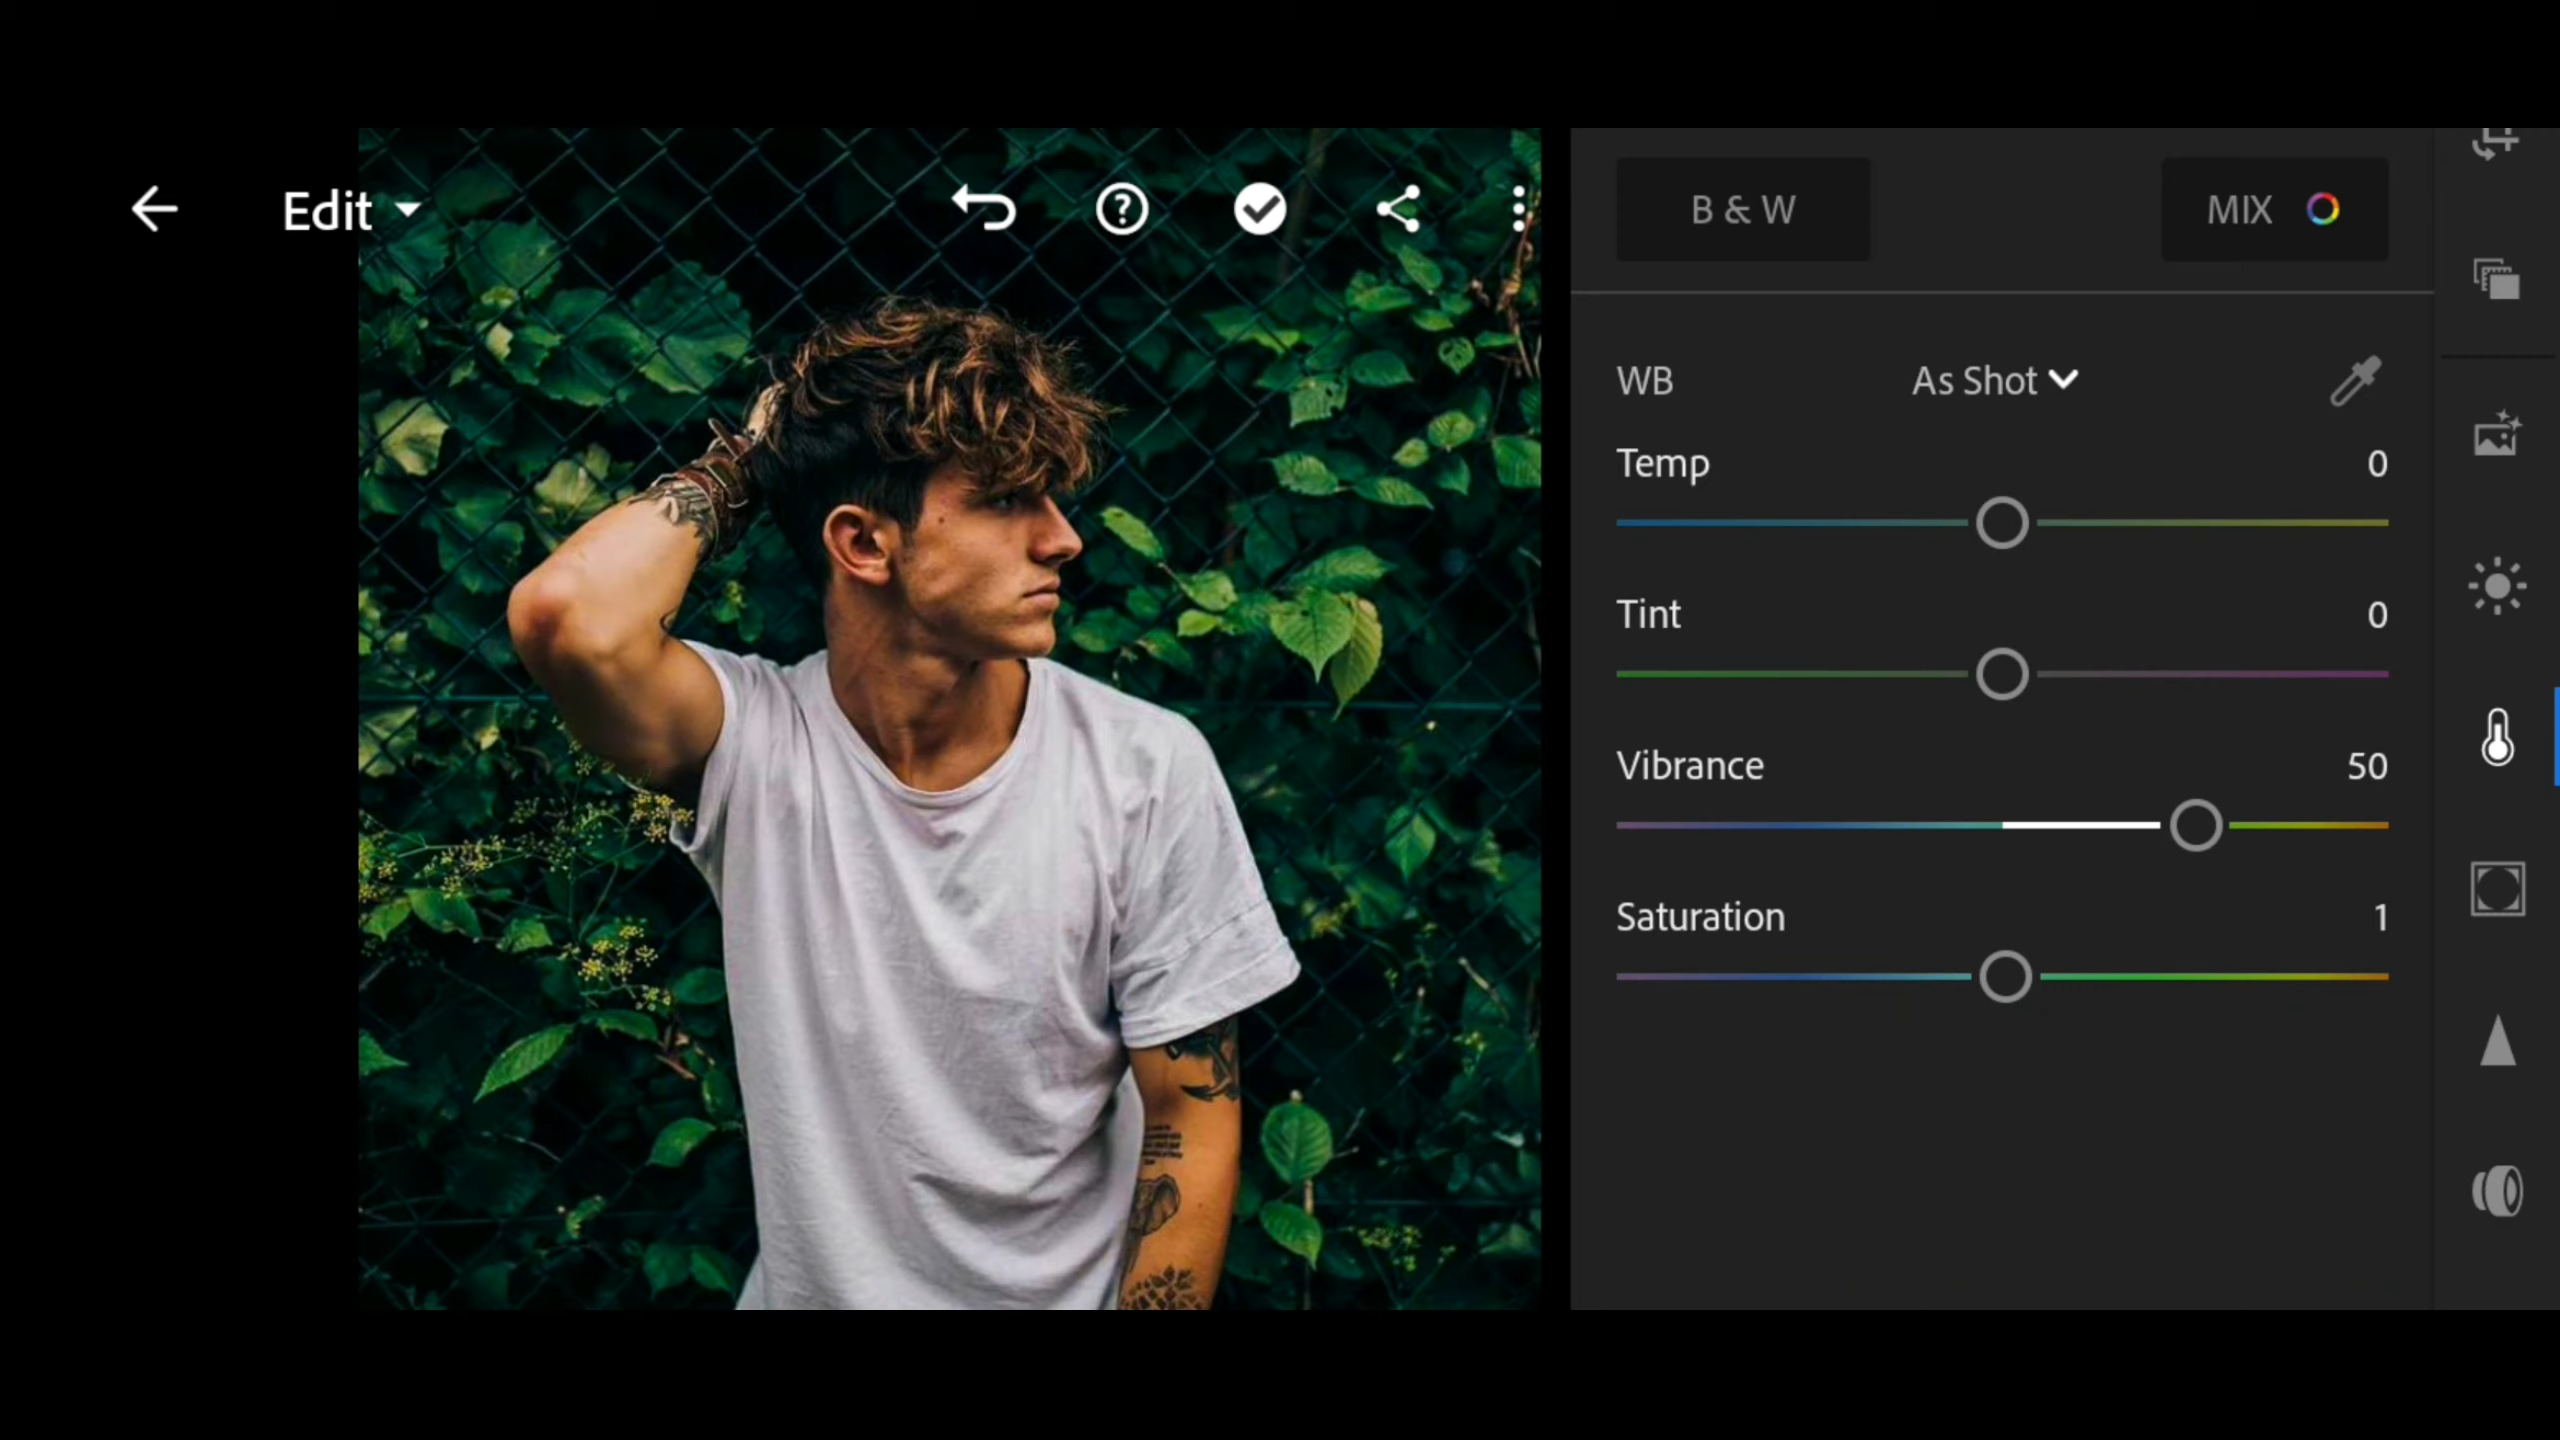 Edit
B & W
MIX
WB As Shot
Temp 0
Tint 0
Vibrance 50
Saturation 1